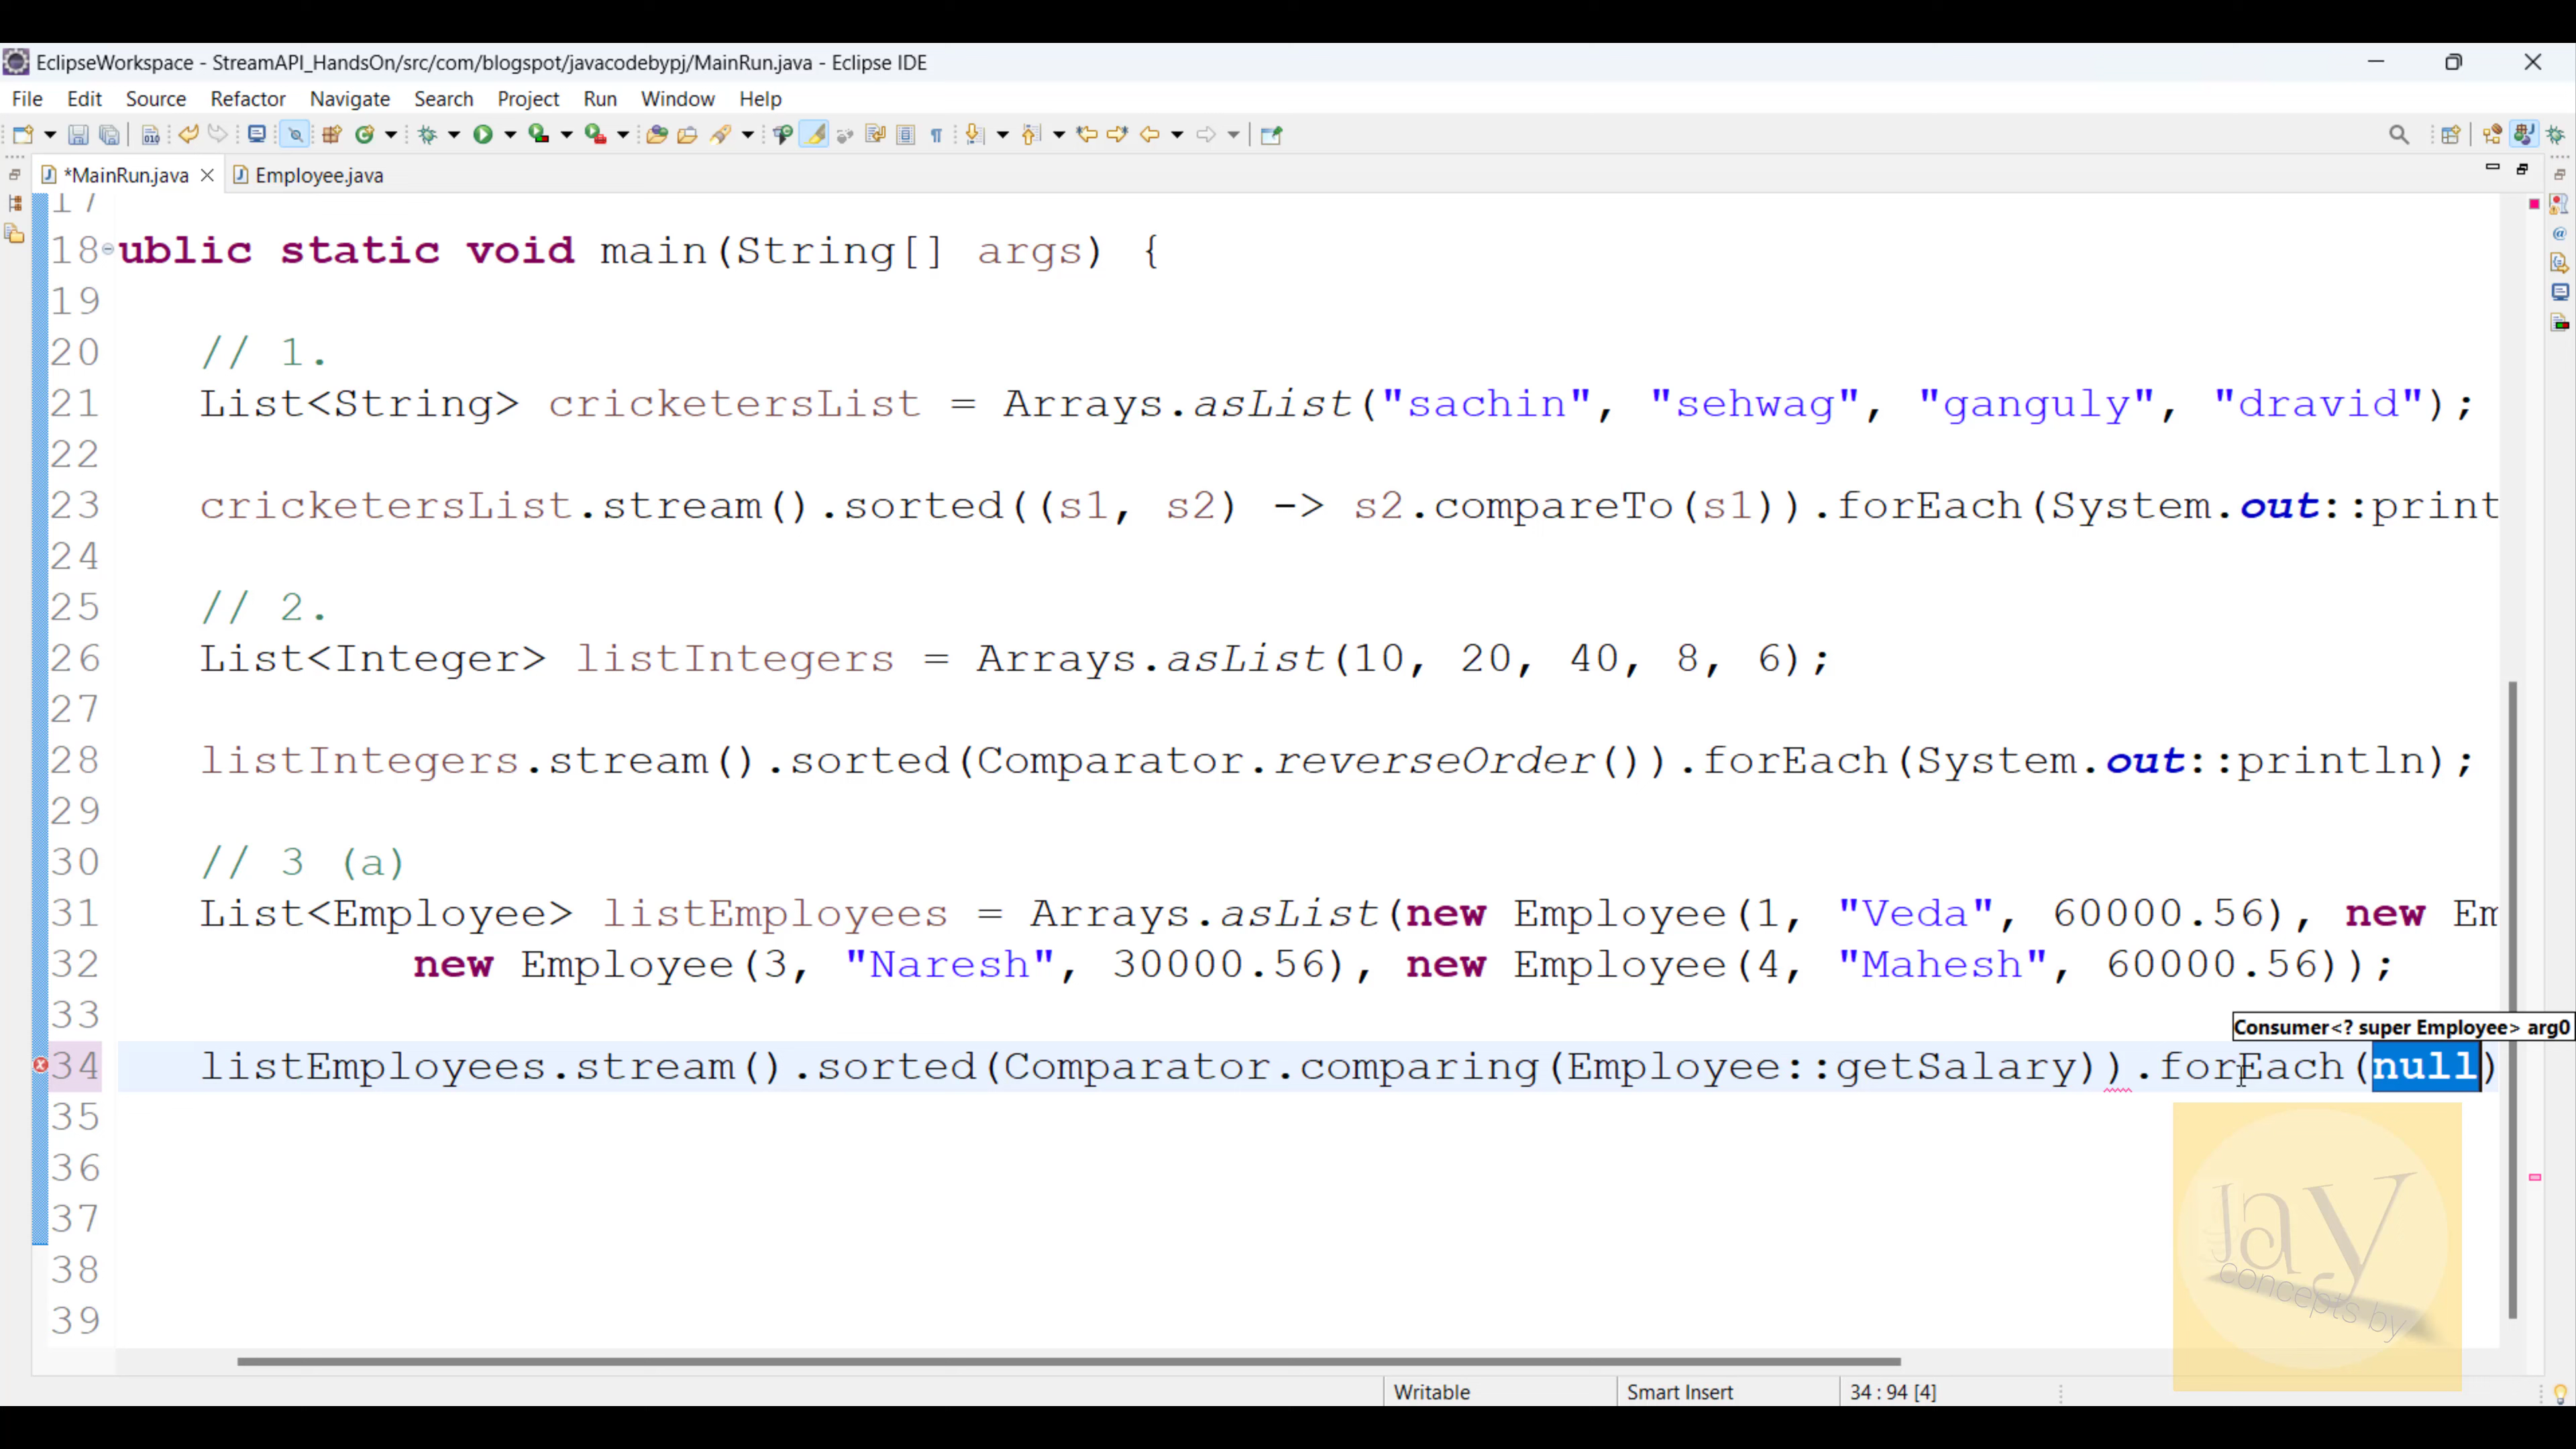 EclipseWorkspace - StreamAPI_HandsOn/src/com/blogspot/javacodebypj/MainRun.java - Eclipse IDE
File Edit Source Refactor Navigate Search Project Run Window Help
*MainRun.java Employee.java
17
18 ublic static void main(String[] args) {
19
20 // 1.
21 List<String> cricketersList = Arrays.asList("sachin", "sehwag", "ganguly", "dravid");
22
23 cricketersList.stream().sorted((s1, s2) -> s2.compareTo(s1)).forEach(System.out::print
24
25 // 2.
26 List<Integer> listIntegers = Arrays.asList(10, 20, 40, 8, 6);
27
28 listIntegers.stream().sorted(Comparator.reverseOrder()).forEach(System.out::println);
29
30 // 3 (a)
31 List<Employee> listEmployees = Arrays.asList(new Employee(1, "Veda", 60000.56), new Em
32 new Employee(3, "Naresh", 30000.56), new Employee(4, "Mahesh", 60000.56));
33
Consumer<? super Employee> arg0
34 listEmployees.stream().sorted(Comparator.comparing(Employee::getSalary)).forEach(null)
35
36
37
38
39
Jay
concepts by
Writable Smart Insert 34 : 94 [4]